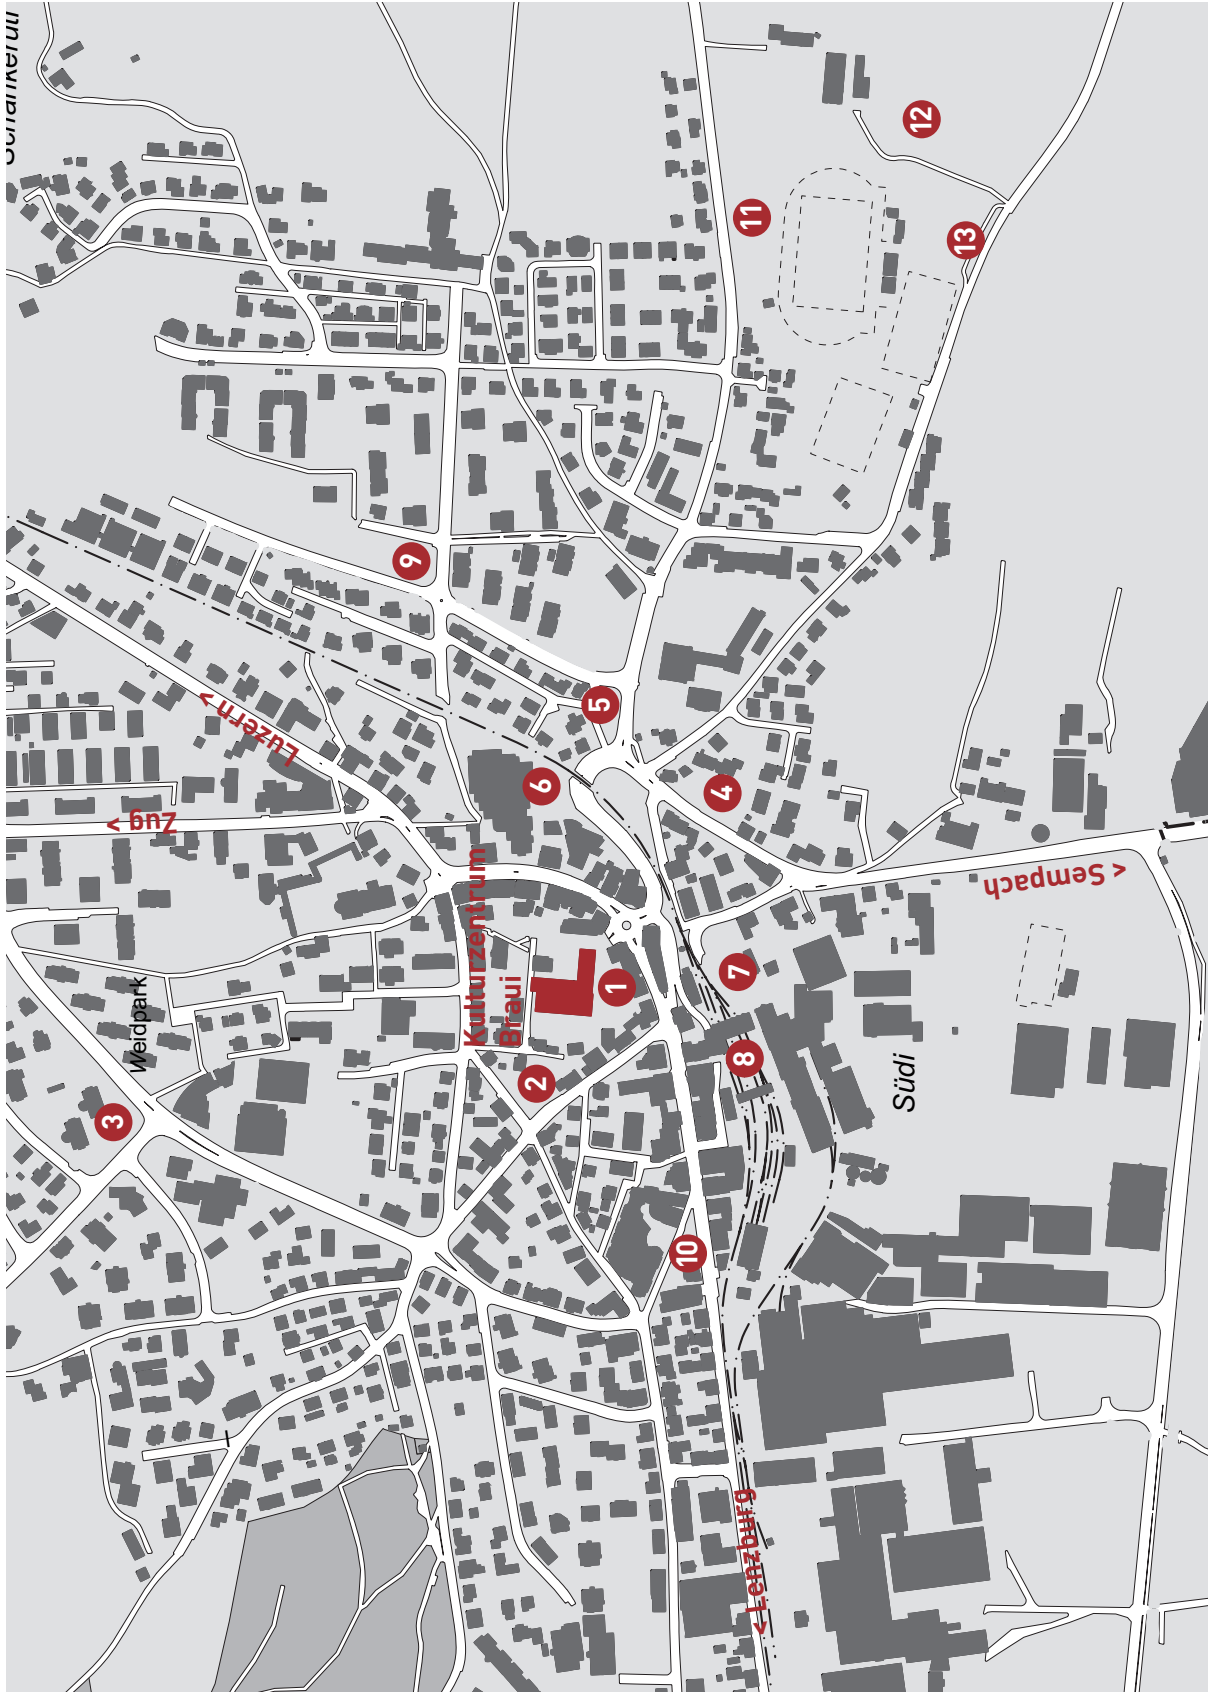 12
11
13
9
Luzern >
5
Zug >
6
4
Kulturzentrum
Braui
< Sempach
Weidpark
1
7
2
8
Südi
3
10
< Lenzburg